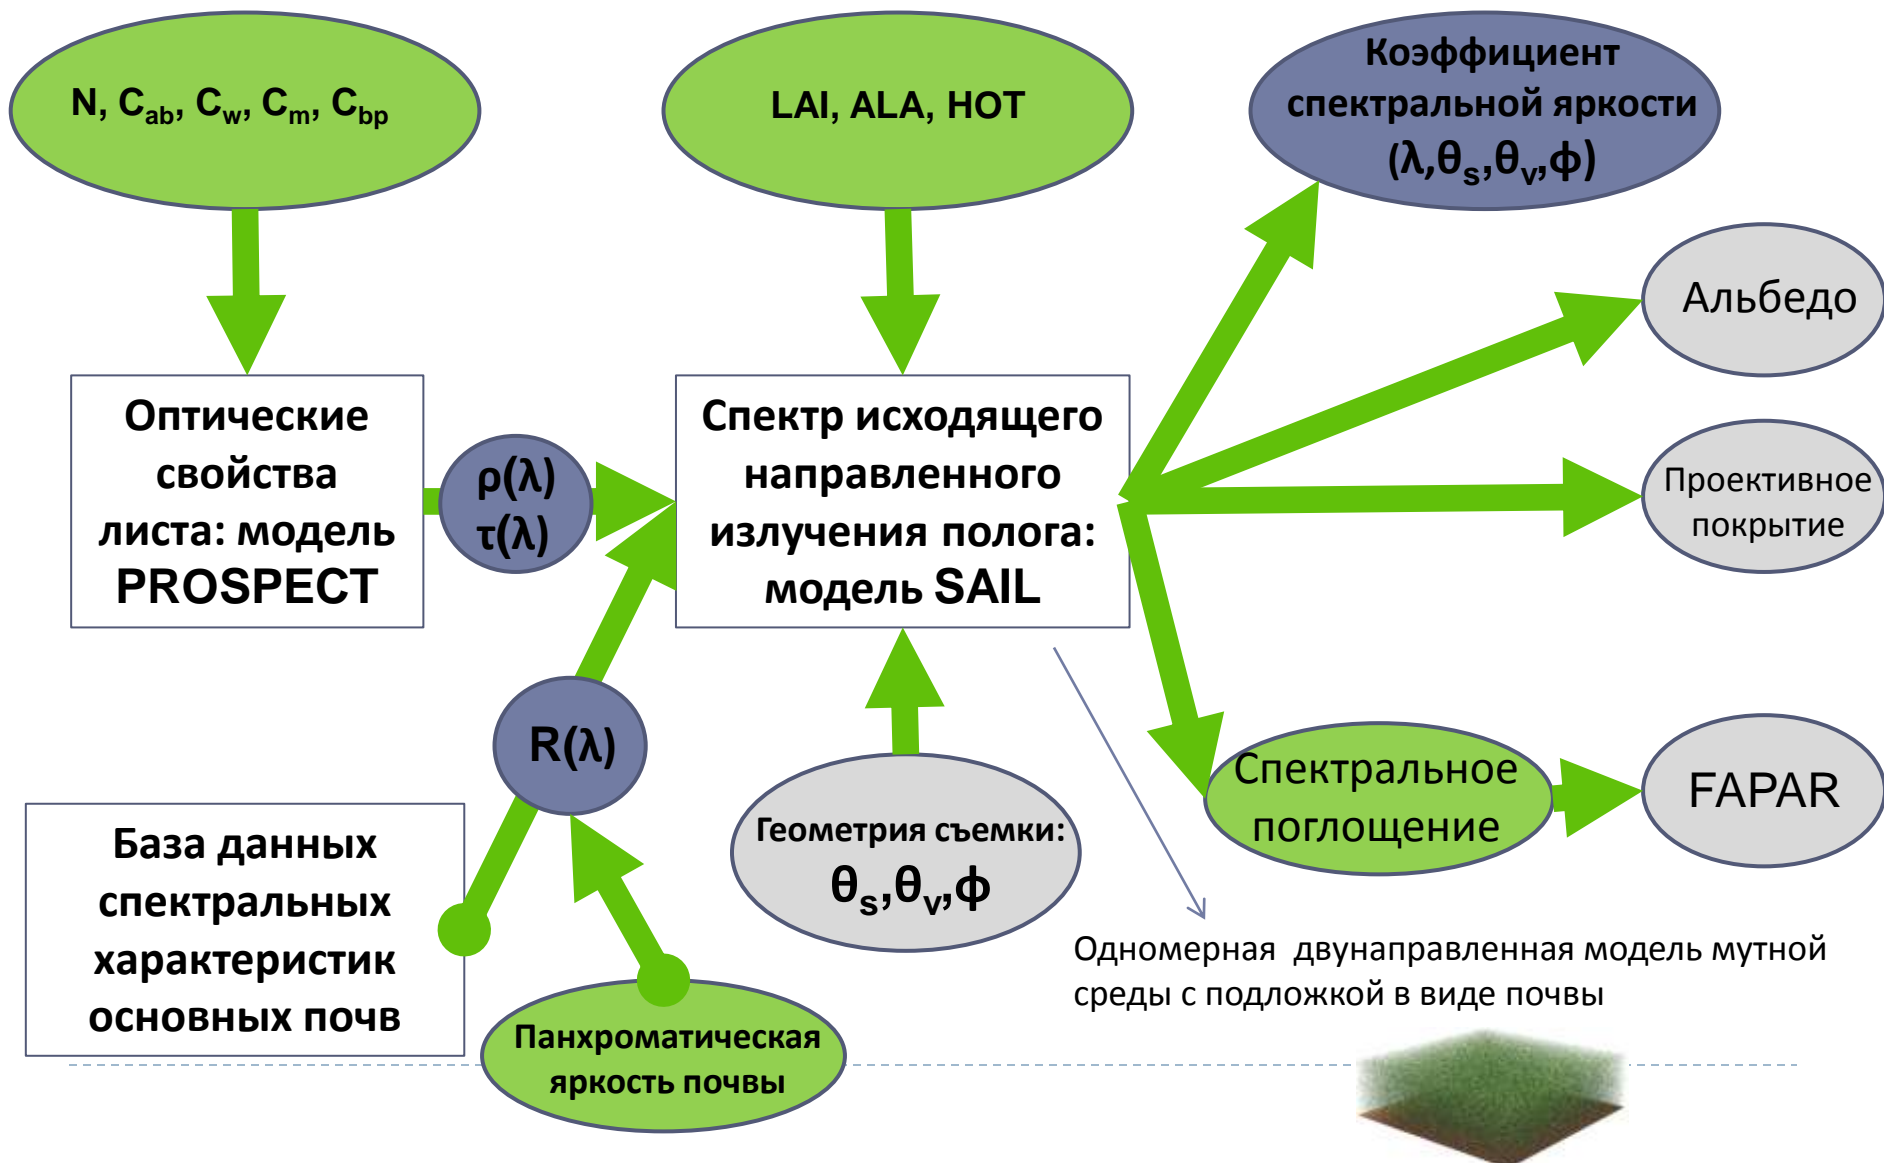 N, Cab, Cw, Cm, Cbp
LAI, ALA, HOT
Коэффициент
спектральной яркости
(λ,θs,θv,ϕ)
Альбедо
Оптические
свойства
листа: модель
PROSPECT
ρ(λ)
τ(λ)
Спектр исходящего
направленного
излучения полога:
модель SAIL
Проективное
покрытие
R(λ)
База данных
спектральных
характеристик
основных почв
Геометрия съемки:
θs,θv,ϕ
Спектральное
поглощение
FAPAR
Панхроматическая
яркость почвы
Одномерная двунаправленная модель мутной
среды с подложкой в виде почвы